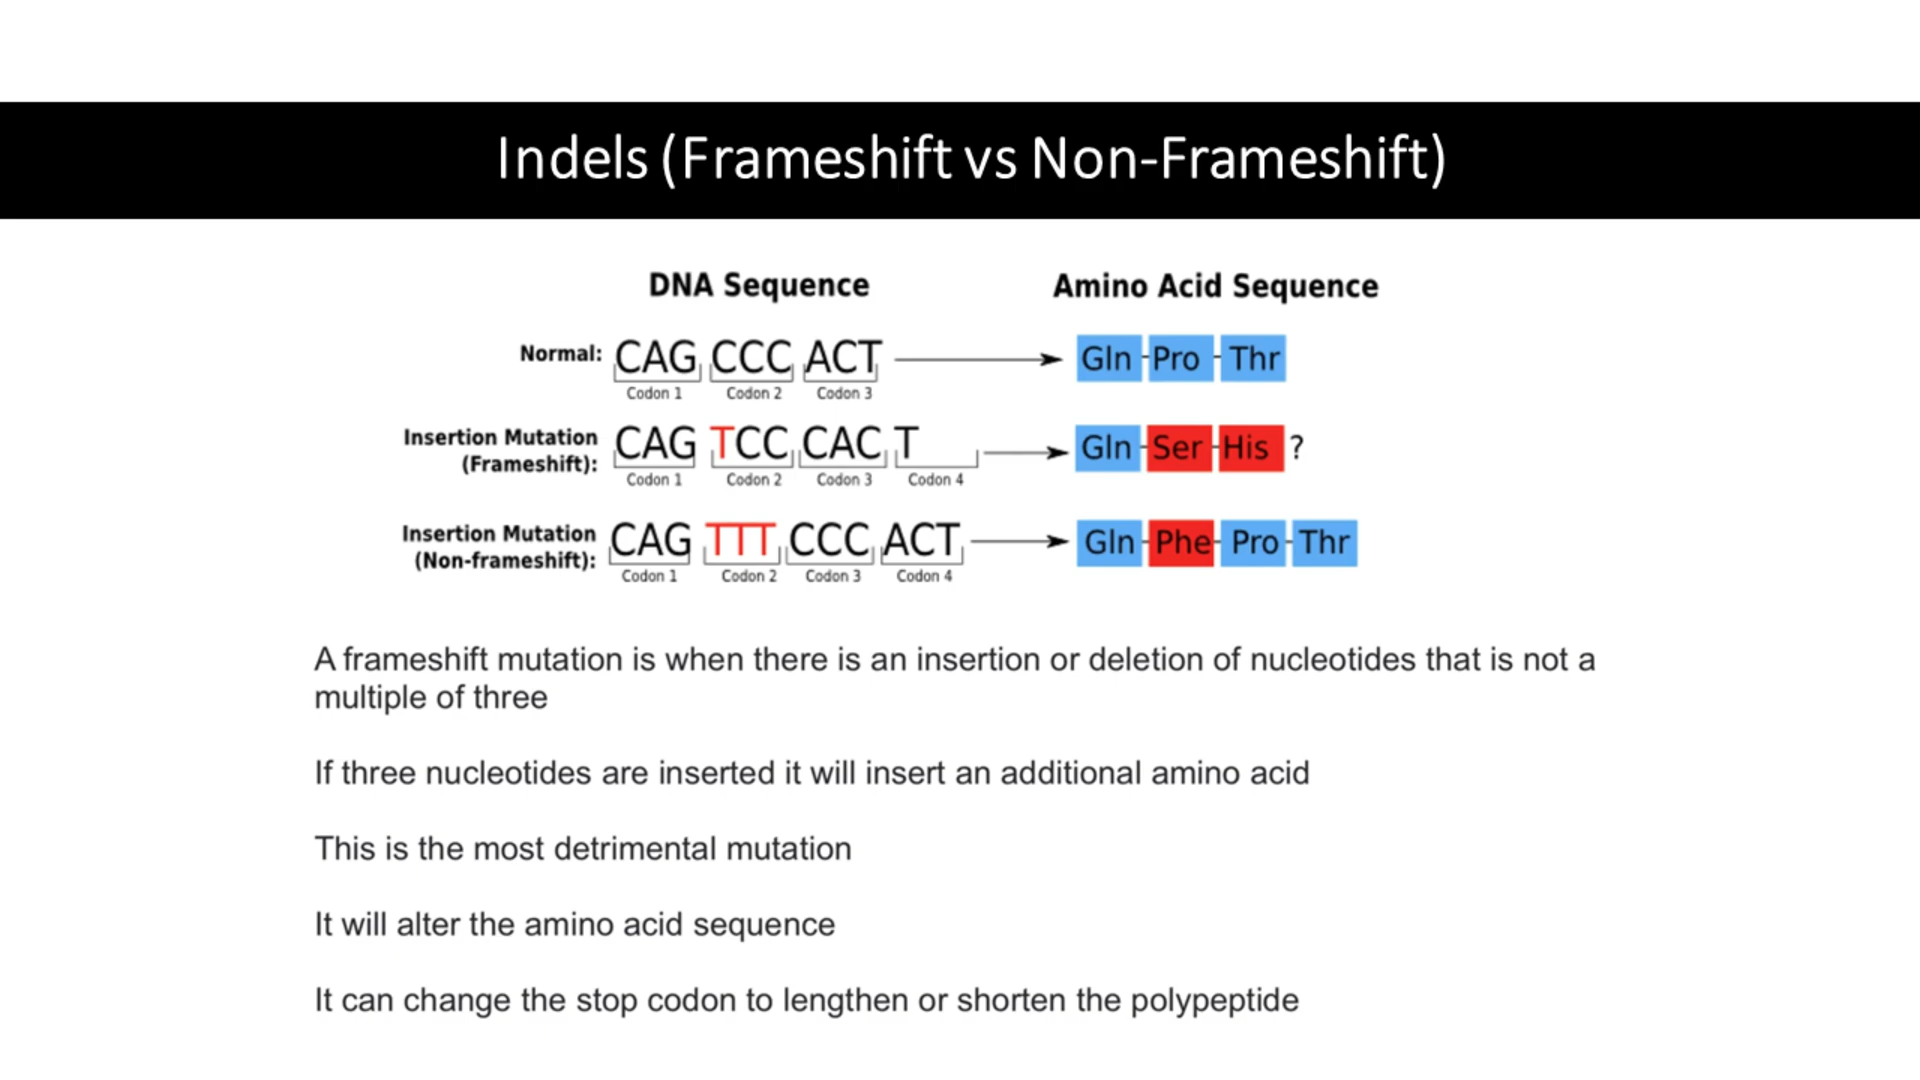 Indels (Frameshift vs Non-Frameshift)
DNA Sequence
Amino Acid Sequence
Normal: CAG CCC ACT Gln Pro Thr
Codon 1 Codon 2 Codon 3
Insertion Mutation (Frameshift): CAG TCC CAC T Gln Ser His ?
Codon 1 Codon 2 Codon 3 Codon 4
Insertion Mutation (Non-frameshift): CAG TTT CCC ACT Gln Phe Pro Thr
Codon 1 Codon 2 Codon 3 Codon 4
A frameshift mutation is when there is an insertion or deletion of nucleotides that is not a
multiple of three
If three nucleotides are inserted it will insert an additional amino acid
This is the most detrimental mutation
It will alter the amino acid sequence
It can change the stop codon to lengthen or shorten the polypeptide